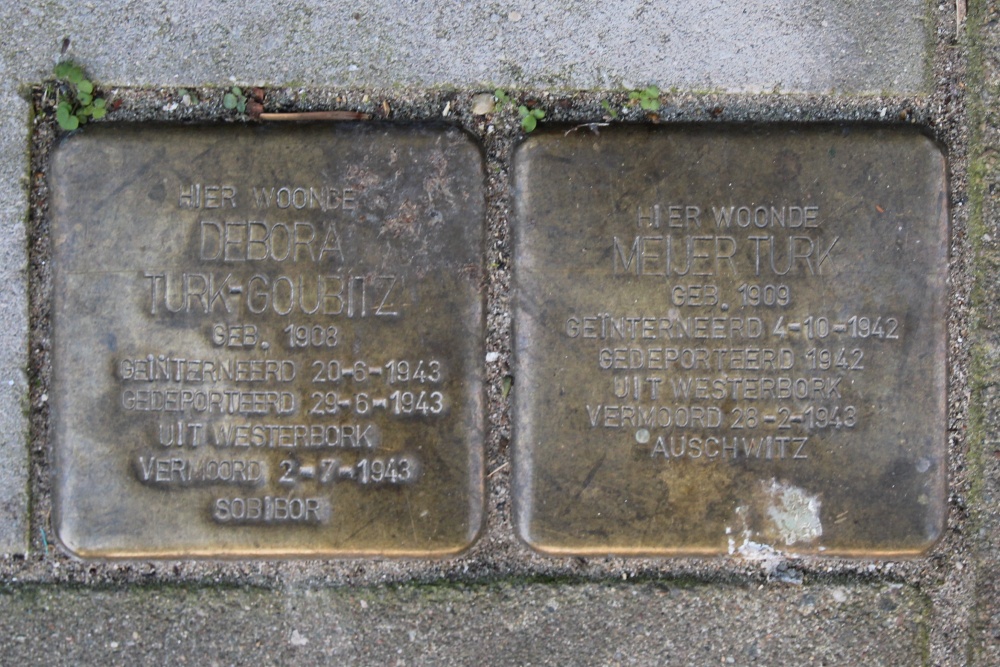 HIER WOONDE
DEBORA
TURK-GOUBITZ
GEB. 1908
GEÏNTERNEERD 20-6-1943
GEDEPORTEERD 29-6-1943
UIT WESTERBORK
VERMOORD 2-7-1943
SOBIBOR
HIER WOONDE
MEIJER TURK
GEB. 1909
GEÏNTERNEERD 4-10-1942
GEDEPORTEERD 1942
UIT WESTERBORK
VERMOORD 28-2-1943
AUSCHWITZ